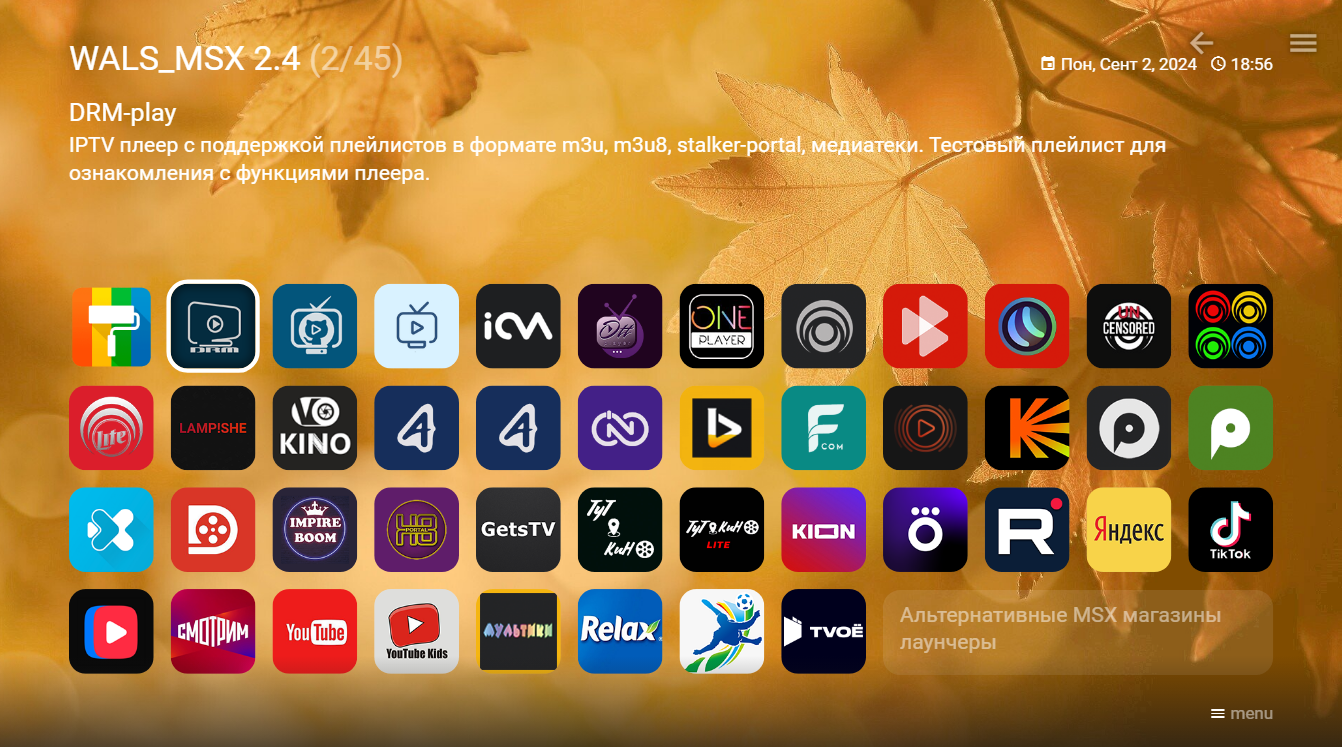 WALS_MSX 2.4 (2/45)
Пон, Сент 2, 2024 18:56
DRM-play
IPTV плеер с поддержкой плейлистов в формате m3u, m3u8, stalker-portal, медиатеки. Тестовый плейлист для
ознакомления с функциями плеера.
DRM
ONE
PLAYER
UN
CENSORED
Lite
LAMP!SHE
KINO
F
COM
IMPIRE
BOOM
PORTAL
GetsTV
ТуТ
КиН
ТуТ КиН
LITE
KION
R
Яндекс
TikTok
СМОТРИМ
YouTube
YouTube Kids
МУЛЬТИКИ
Relax
TVOЁ
Альтернативные MSX магазины
лаунчеры
menu